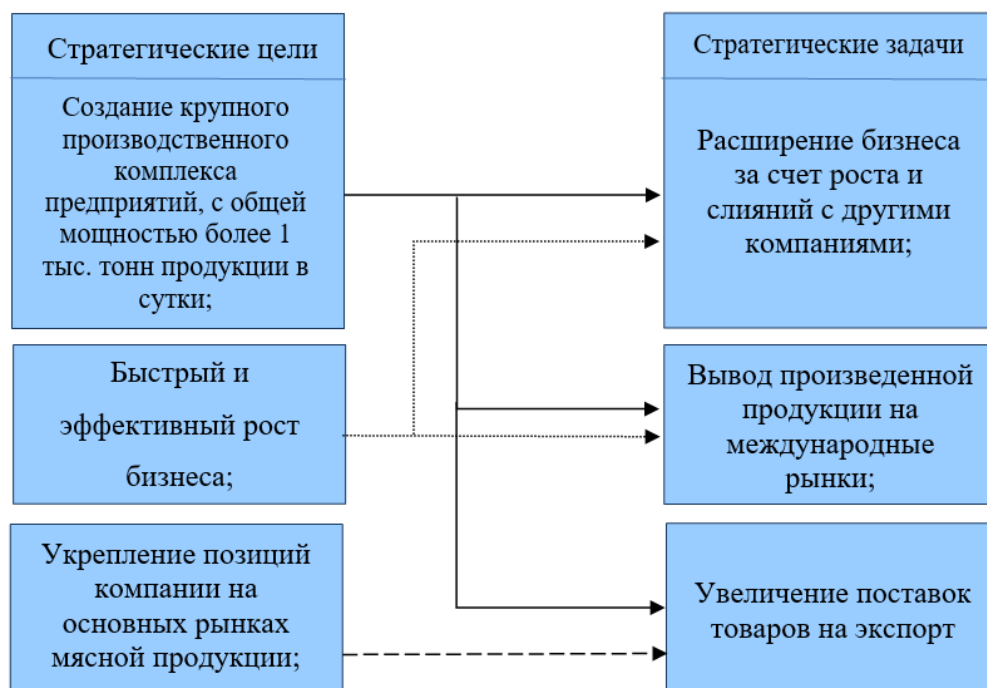 Стратегические цели
Создание крупного
производственного
комплекса
предприятий, с общей
мощностью более 1
тыс. тонн продукции в
сутки;
Быстрый и
эффективный рост
бизнеса;
Укрепление позиций
компании на
основных рынках
мясной продукции;
Стратегические задачи
Расширение бизнеса
за счет роста и
слияний с другими
компаниями;
Вывод произведенной
продукции на
международные
рынки;
Увеличение поставок
товаров на экспорт